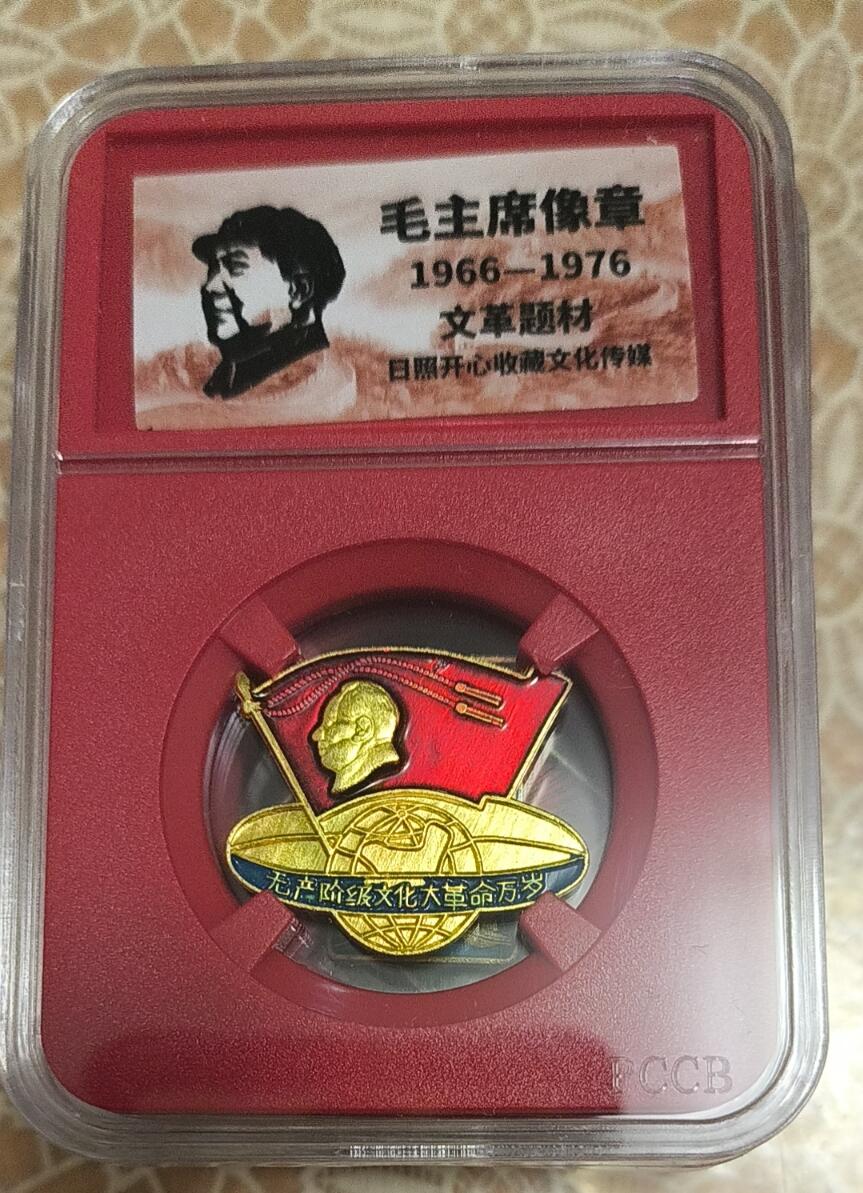 毛主席像章
1966—1976
文革题材
日照开心收藏文化传媒
无产阶级文化大革命万岁
PCCB